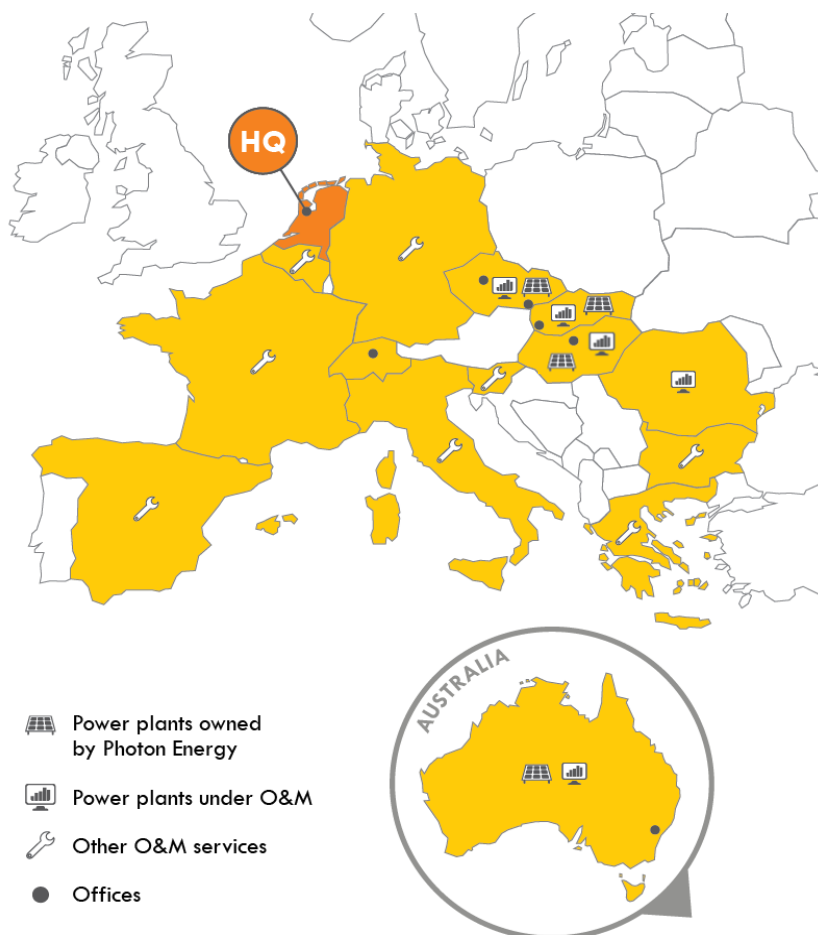 HQ
AUSTRALIA
Power plants owned
by Photon Energy
Power plants under O&M
Other O&M services
Offices